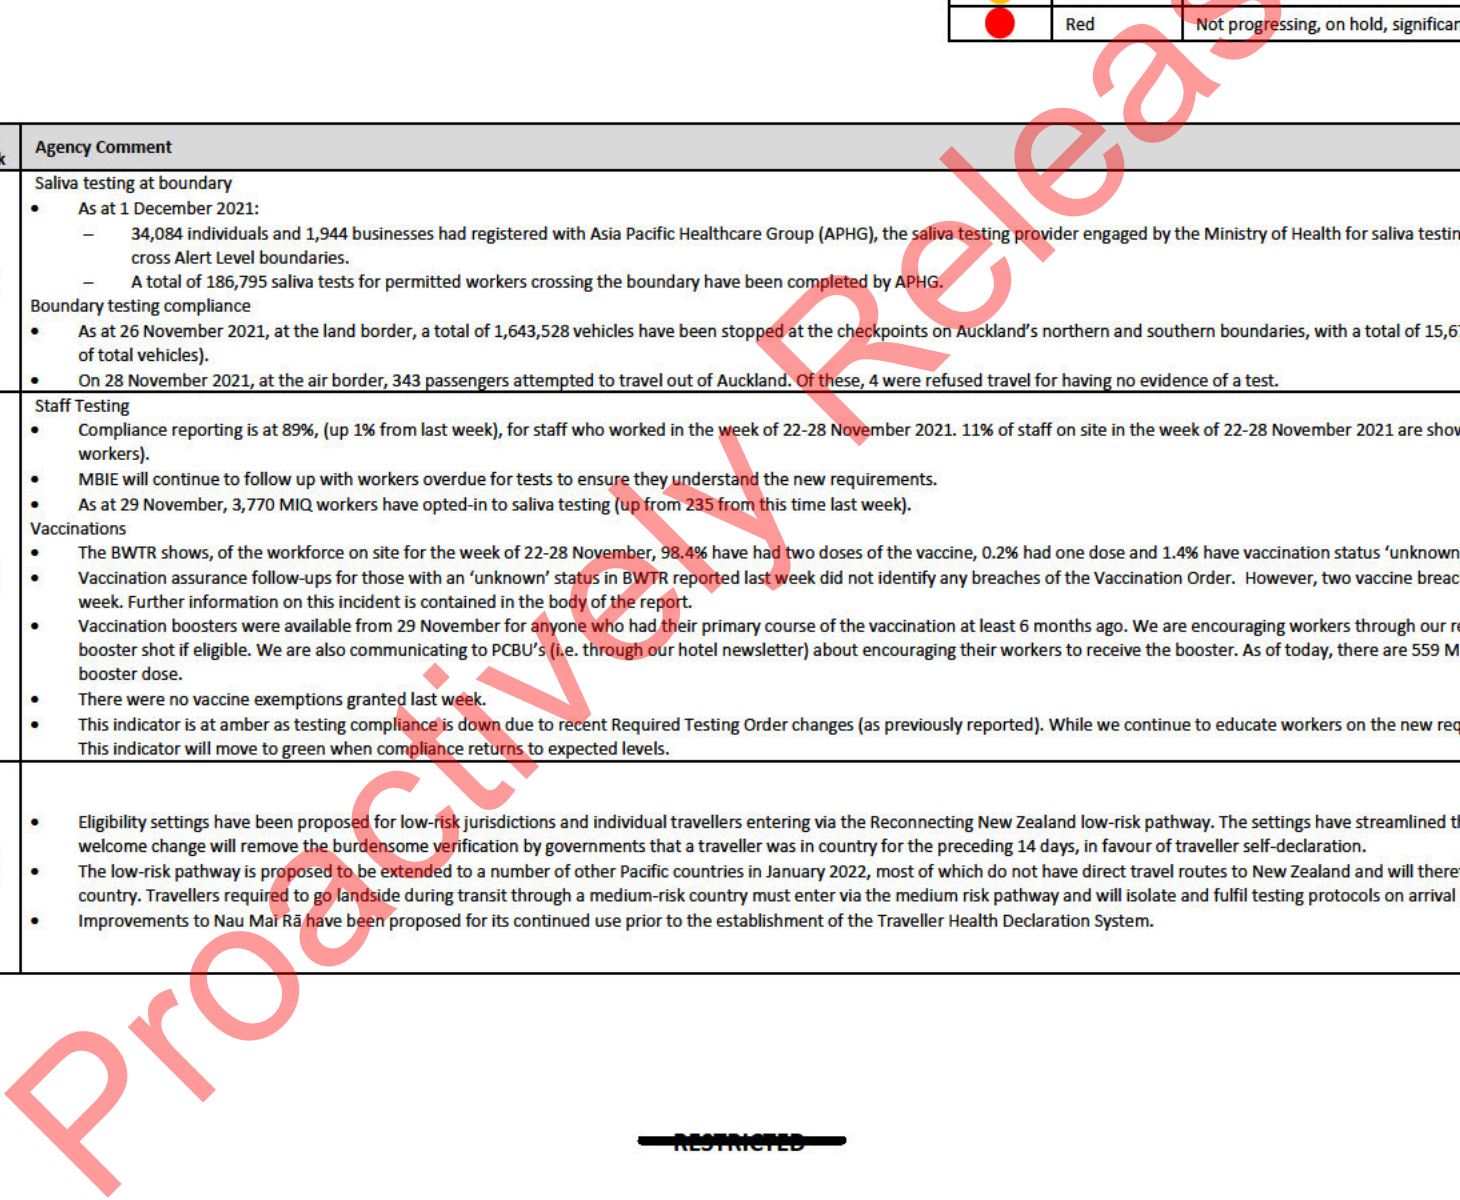 Red Not progressing, on hold, significan
k Agency Comment
Saliva testing at boundary
• As at 1 December 2021:
– 34,084 individuals and 1,944 businesses had registered with Asia Pacific Healthcare Group (APHG), the saliva testing provider engaged by the Ministry of Health for saliva testin
cross Alert Level boundaries.
– A total of 186,795 saliva tests for permitted workers crossing the boundary have been completed by APHG.
Boundary testing compliance
• As at 26 November 2021, at the land border, a total of 1,643,528 vehicles have been stopped at the checkpoints on Auckland’s northern and southern boundaries, with a total of 15,6
of total vehicles).
• On 28 November 2021, at the air border, 343 passengers attempted to travel out of Auckland. Of these, 4 were refused travel for having no evidence of a test.
Staff Testing
• Compliance reporting is at 89%, (up 1% from last week), for staff who worked in the week of 22-28 November 2021. 11% of staff on site in the week of 22-28 November 2021 are show
workers).
• MBIE will continue to follow up with workers overdue for tests to ensure they understand the new requirements.
• As at 29 November, 3,770 MIQ workers have opted-in to saliva testing (up from 235 from this time last week).
Vaccinations
• The BWTR shows, of the workforce on site for the week of 22-28 November, 98.4% have had two doses of the vaccine, 0.2% had one dose and 1.4% have vaccination status ‘unknown
• Vaccination assurance follow-ups for those with an ‘unknown’ status in BWTR reported last week did not identify any breaches of the Vaccination Order. However, two vaccine breac
week. Further information on this incident is contained in the body of the report.
• Vaccination boosters were available from 29 November for anyone who had their primary course of the vaccination at least 6 months ago. We are encouraging workers through our re
booster shot if eligible. We are also communicating to PCBU’s (i.e. through our hotel newsletter) about encouraging their workers to receive the booster. As of today, there are 559 M
booster dose.
• There were no vaccine exemptions granted last week.
• This indicator is at amber as testing compliance is down due to recent Required Testing Order changes (as previously reported). While we continue to educate workers on the new req
This indicator will move to green when compliance returns to expected levels.
• Eligibility settings have been proposed for low-risk jurisdictions and individual travellers entering via the Reconnecting New Zealand low-risk pathway. The settings have streamlined th
welcome change will remove the burdensome verification by governments that a traveller was in country for the preceding 14 days, in favour of traveller self-declaration.
• The low-risk pathway is proposed to be extended to a number of other Pacific countries in January 2022, most of which do not have direct travel routes to New Zealand and will there
country. Travellers required to go landside during transit through a medium-risk country must enter via the medium risk pathway and will isolate and fulfil testing protocols on arrival
• Improvements to Nau Mai Rā have been proposed for its continued use prior to the establishment of the Traveller Health Declaration System.
Proactively Releas
RESTRICTED